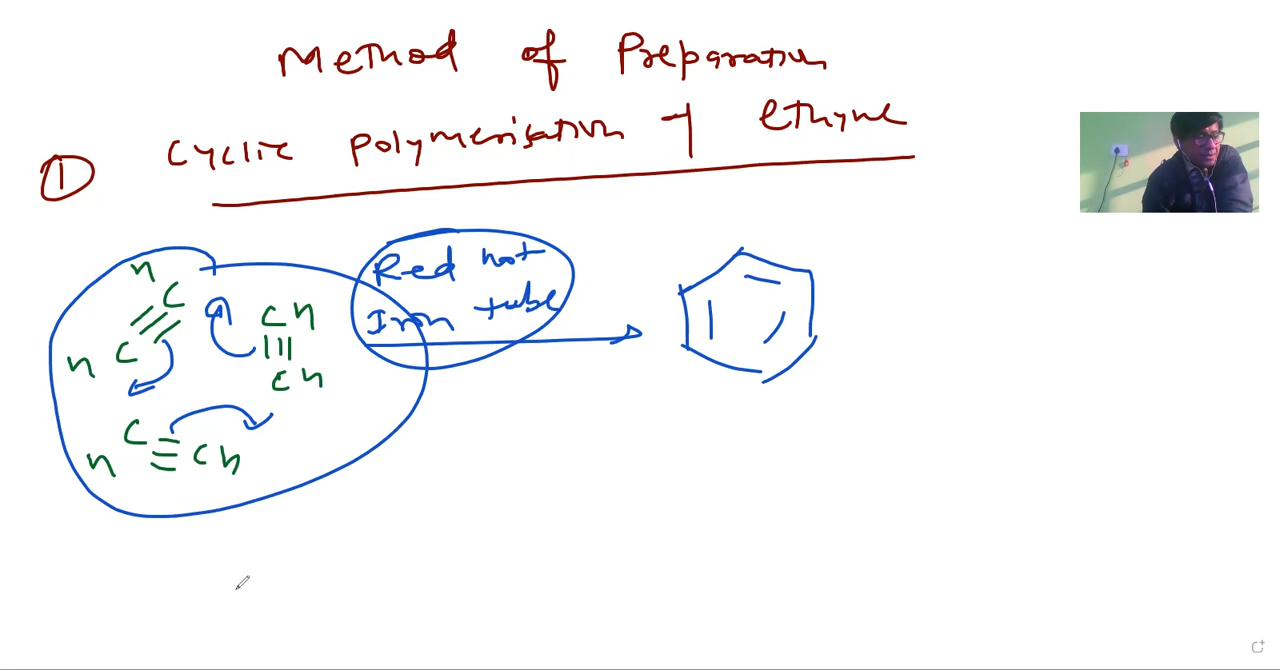 Method of Preparation
① Cyclic Polymerisation of ethyne
Red hot
Iron tube
H
C
CH
H C
CH
C
H CH